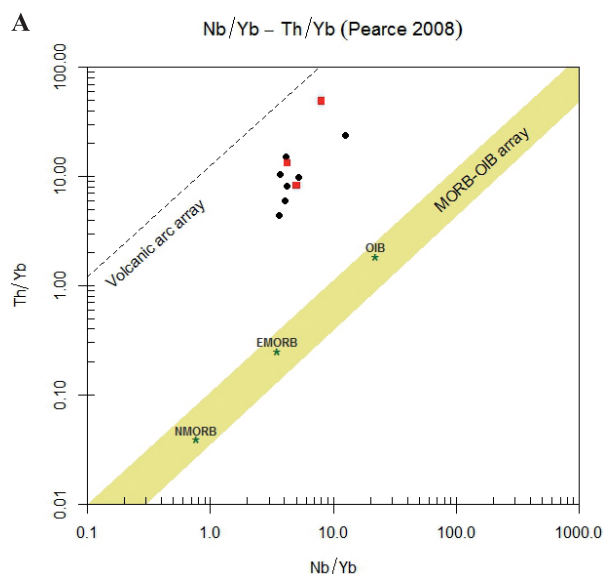 A
Nb/Yb – Th/Yb (Pearce 2008)
100.00
10.00
1.00
0.10
0.01
Th/Yb
Volcanic arc array
MORB-OIB array
OIB
EMORB
NMORB
0.1 1.0 10.0 100.0 1000.0
Nb/Yb